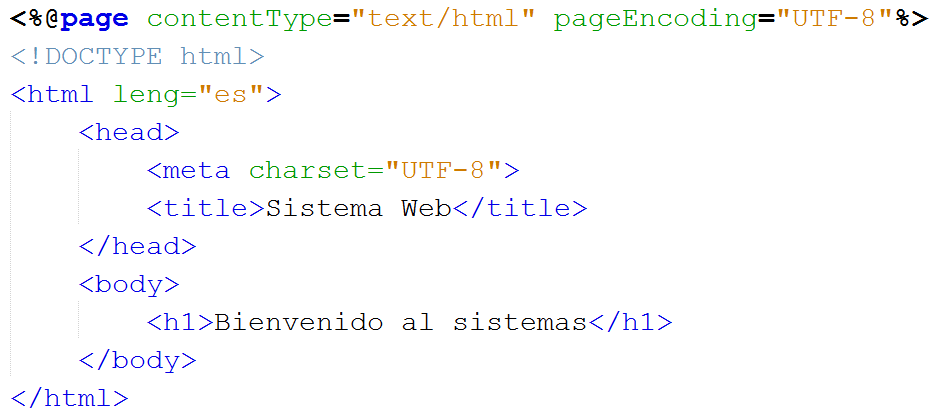 <%@page contentType="text/html" pageEncoding="UTF-8"%>
<!DOCTYPE html>
<html leng="es">
<head>
<meta charset="UTF-8">
<title>Sistema Web</title>
</head>
<body>
<h1>Bienvenido al sistemas</h1>
</body>
</html>